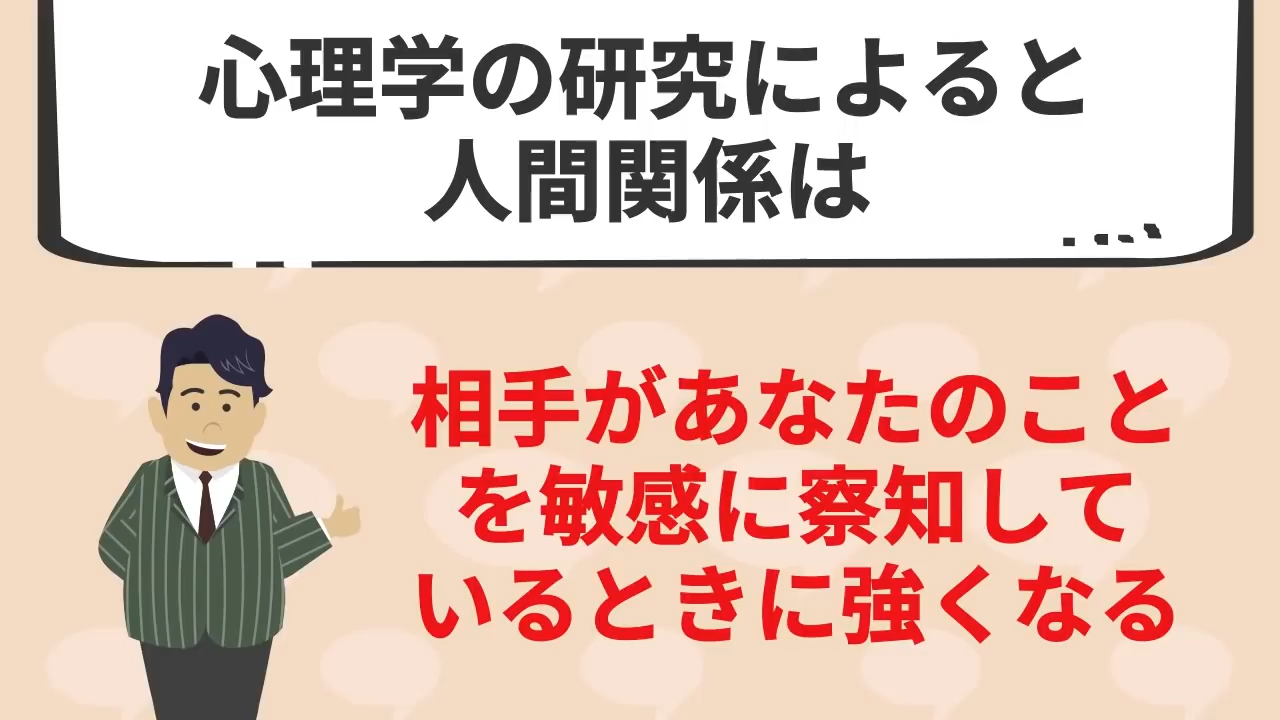 心理学の研究によると
人間関係は
相手があなたのこと
を敏感に察知して
いるときに強くなる